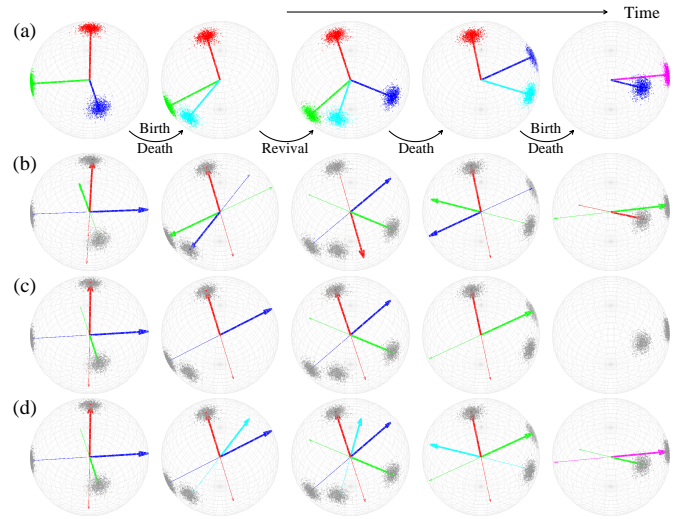 Time
(a)
Birth
Death
Revival
Death
Birth
Death
(b)
(c)
(d)